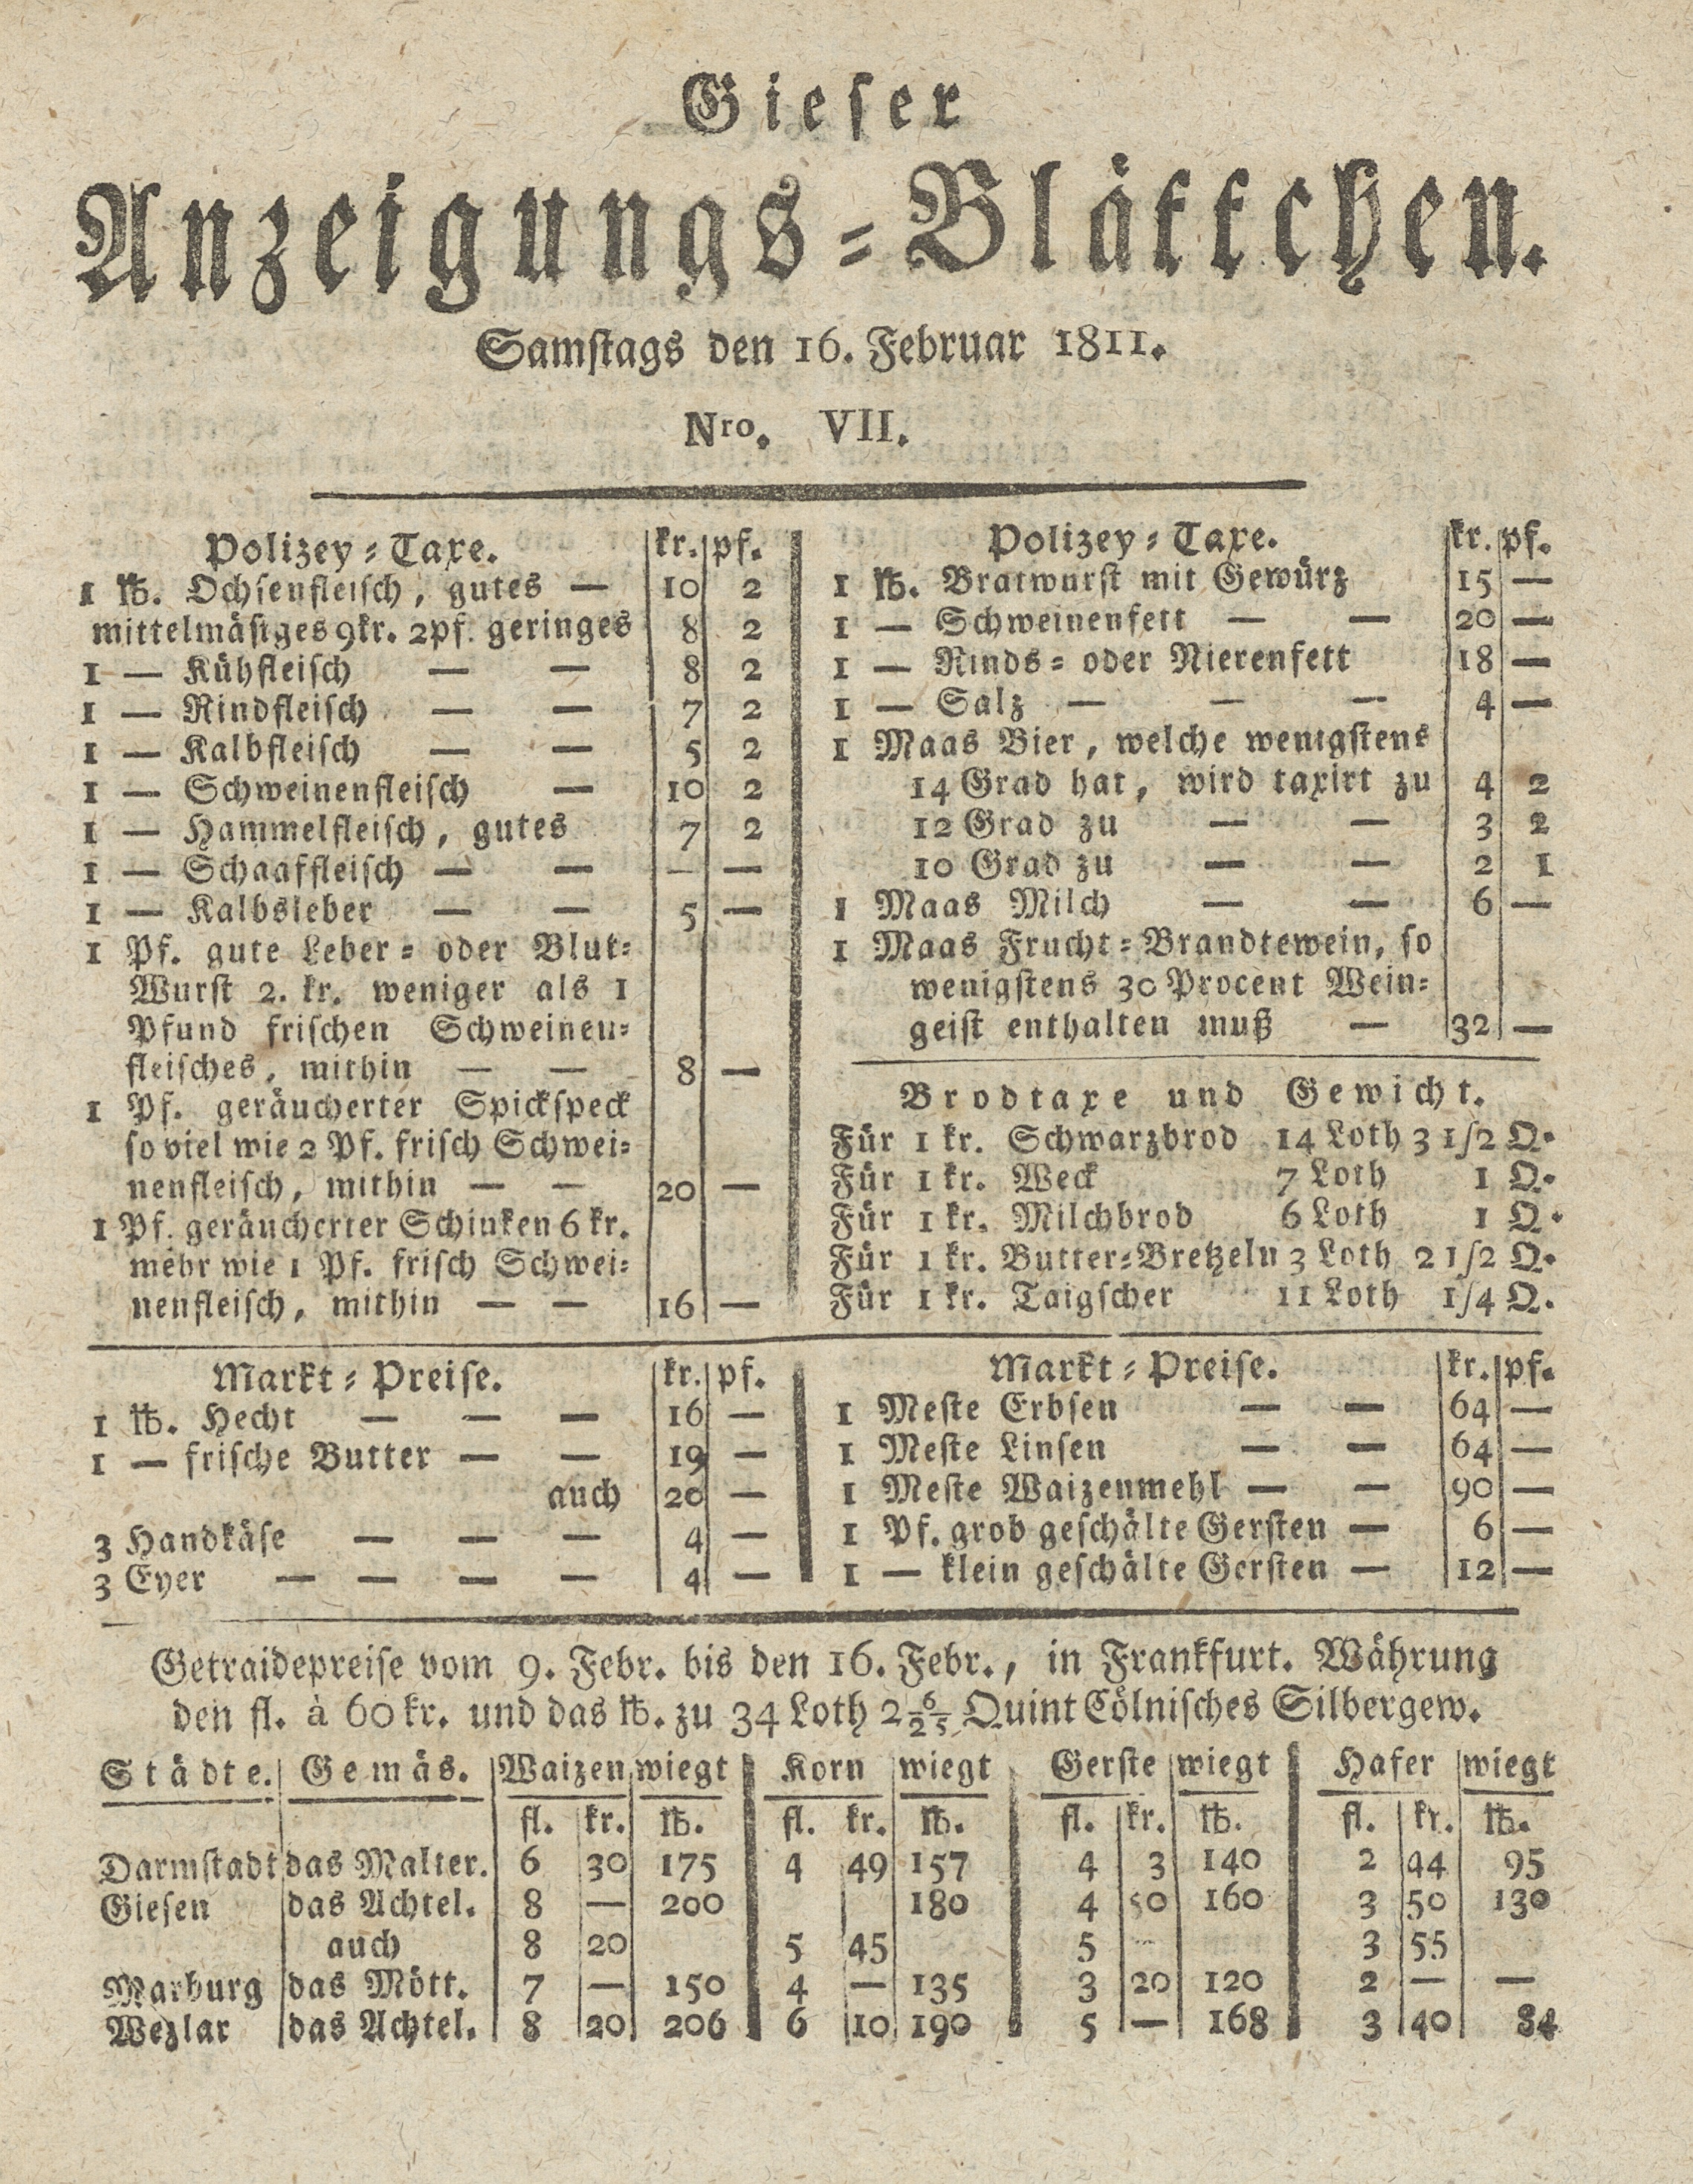 Gieser
Anzeigungs-Blättchen.
Samstags den 16. Februar 1811.
Nro. VII.
Polizey-Taxe. kr. pf.
1 ℔. Ochsenfleisch, gutes — 10 2
mittelmäsiges 9kr. 2pf. geringes 8 2
1 — Kühfleisch — — 8 2
1 — Rindfleisch — — 7 2
1 — Kalbfleisch — — 5 2
1 — Schweinenfleisch — 10 2
1 — Hammelfleisch, gutes 7 2
1 — Schaaffleisch — — — —
1 — Kalbsleber — — 5 —
1 Pf. gute Leber- oder Blut-
Wurst 2. kr. weniger als 1
Pfund frischen Schweinen-
fleisches, mithin — — 8 —
1 Pf. geräucherter Spickspeck
so viel wie 2 Pf. frisch Schwei-
nenfleisch, mithin — — 20 —
1 Pf. geräucherter Schinken 6 kr.
mehr wie 1 Pf. frisch Schwei-
nenfleisch, mithin — — 16 —
Polizey-Taxe. kr. pf.
1 ℔. Bratwurst mit Gewürz 15 —
1 — Schweinenfett — — 20 —
1 — Rinds- oder Nierenfett 18 —
1 — Salz — — — 4 —
1 Maas Bier, welche wenigstens
14 Grad hat, wird taxirt zu 4 2
12 Grad zu — — 3 2
10 Grad zu — — 2 1
1 Maas Milch — — 6 —
1 Maas Frucht-Brandtewein, so
wenigstens 30 Procent Wein-
geist enthalten muß — 32 —
Brodtaxe und Gewicht.
Für 1 kr. Schwarzbrod 14 Loth 3 1/2 Q.
Für 1 kr. Weck 7 Loth 1 Q.
Für 1 kr. Milchbrod 6 Loth 1 Q.
Für 1 kr. Butter-Bretzeln 3 Loth 2 1/2 Q.
Für 1 kr. Taigscher 11 Loth 1/4 Q.
Markt-Preise. kr. pf.
1 ℔. Hecht — — — 16 —
1 — frische Butter — — 19 —
auch 20 —
3 Handkäse — — — 4 —
3 Eyer — — — — 4 —
Markt-Preise. kr. pf.
1 Meste Erbsen — — 64 —
1 Meste Linsen — — 64 —
1 Meste Waizenmehl — — 90 —
1 Pf. grob geschälte Gersten — 6 —
1 — klein geschälte Gersten — 12 —
Getraidepreise vom 9. Febr. bis den 16. Febr., in Frankfurt. Währung
den fl. à 60 kr. und das ℔. zu 34 Loth 2 6/25 Quint Cölnisches Silbergew.
Städte. Gemäs. Waizen wiegt Korn wiegt Gerste wiegt Hafer wiegt
fl. kr. ℔. fl. kr. ℔. fl. kr. ℔. fl. kr. ℔.
Darmstadt das Malter. 6 30 175 4 49 157 4 3 140 2 44 95
Giesen das Achtel. 8 — 200 180 4 50 160 3 50 130
auch 8 20 5 45 5 — 3 55
Marburg das Mött. 7 — 150 4 — 135 3 20 120 2 — —
Wezlar das Achtel. 8 20 206 6 10 190 5 — 168 3 40 84